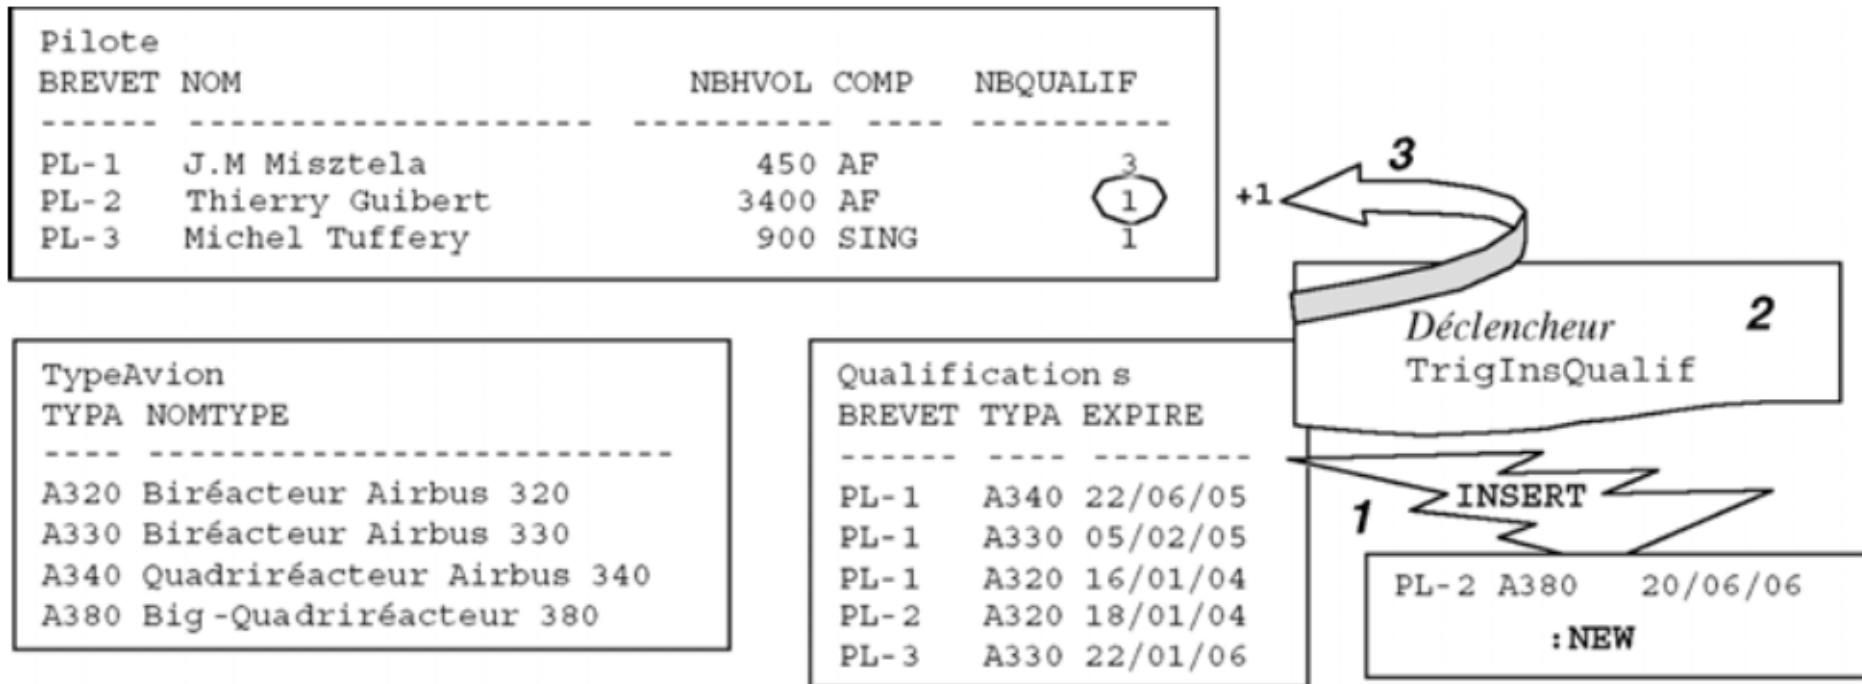 Pilote
BREVET NOM NBHVOL COMP NBQUALIF
------ -------------------- ---------- ---- ----------
PL-1 J.M Misztela 450 AF 3
PL-2 Thierry Guibert 3400 AF 1
PL-3 Michel Tuffery 900 SING 1
+1
3
Déclencheur 2
TrigInsQualif
TypeAvion
TYPA NOMTYPE
---- --------------------------
A320 Biréacteur Airbus 320
A330 Biréacteur Airbus 330
A340 Quadriréacteur Airbus 340
A380 Big-Quadriréacteur 380
Qualifications
BREVET TYPA EXPIRE
------ ---- --------
PL-1 A340 22/06/05
PL-1 A330 05/02/05
PL-1 A320 16/01/04
PL-2 A320 18/01/04
PL-3 A330 22/01/06
1
INSERT
PL-2 A380 20/06/06
:NEW